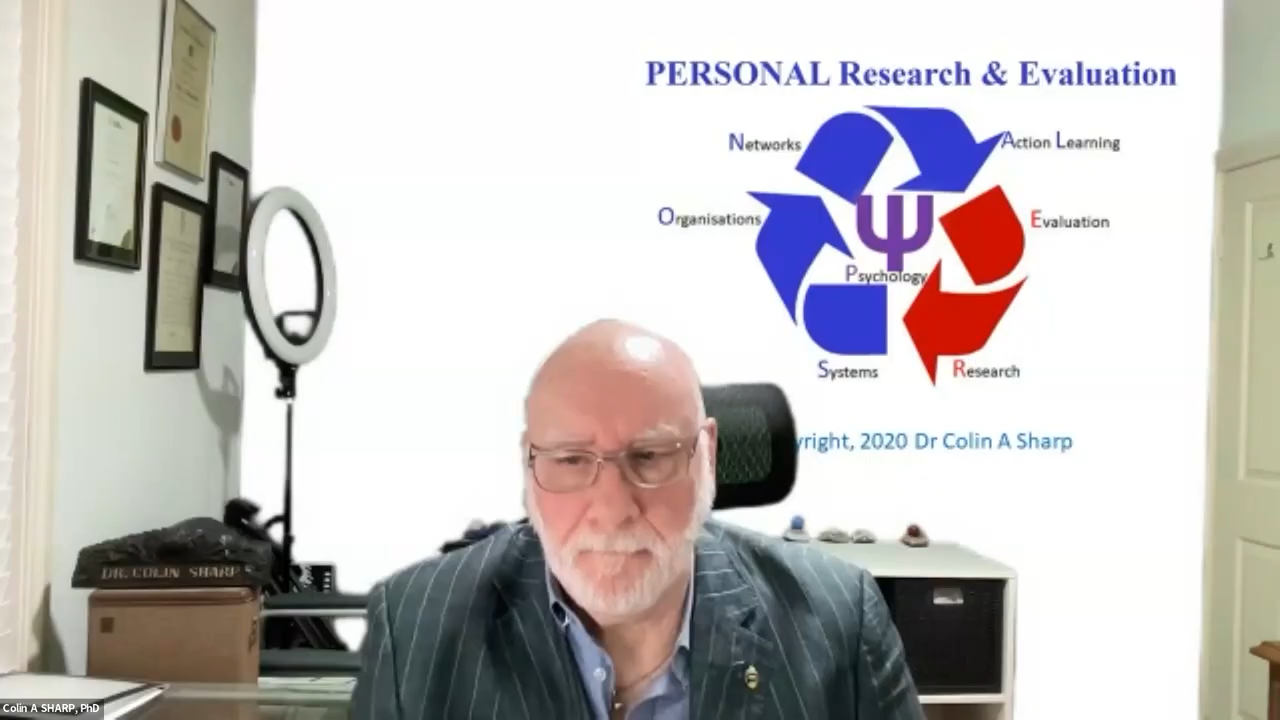 PERSONAL Research & Evaluation
Networks
Action Learning
Organisations
Evaluation
Ψ
Psychology
Systems
Research
yright, 2020 Dr Colin A Sharp
DR. COLIN SHARP
Colin A SHARP, PhD